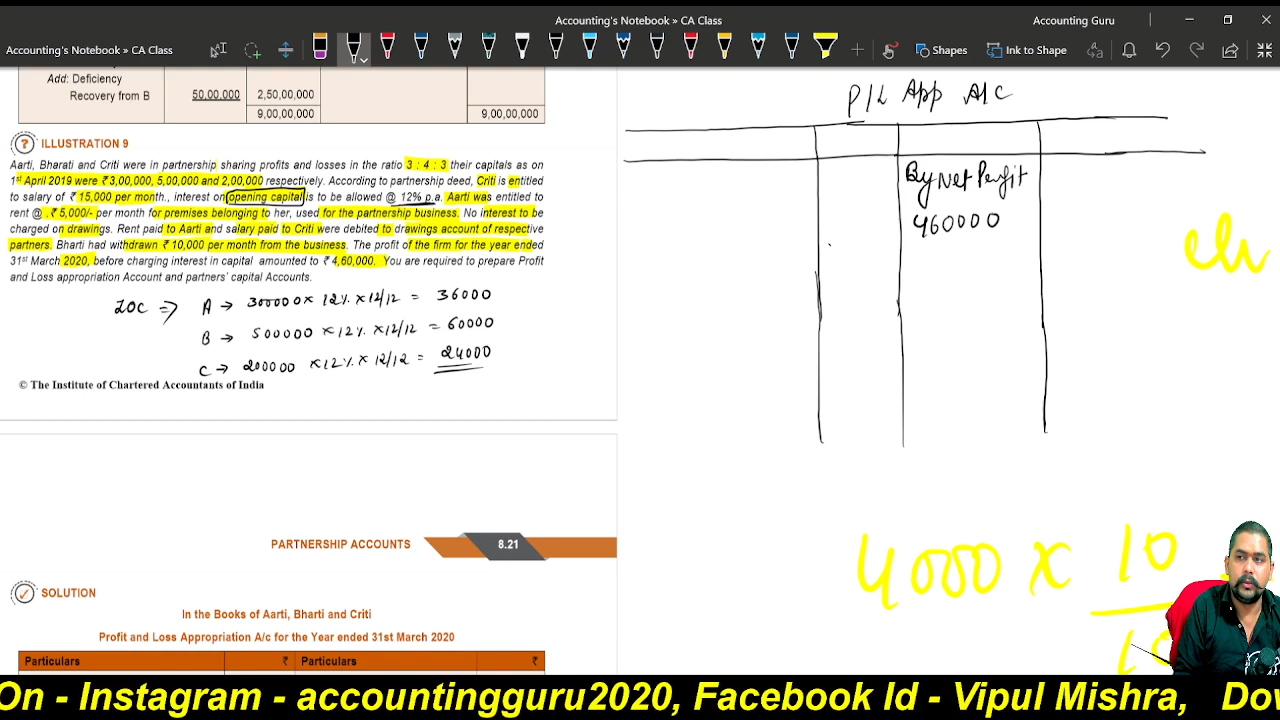 Accounting's Notebook » CA Class
Accounting Guru
Accounting's Notebook » CA Class
Shapes
Ink to Shape
Add: Deficiency
Recovery from B 50,00,000 2,50,00,000
9,00,00,000 9,00,00,000
? ILLUSTRATION 9
Aarti, Bharati and Criti were in partnership sharing profits and losses in the ratio 3 : 4 : 3 their capitals as on
1st April 2019 were ₹ 3,00,000, 5,00,000 and 2,00,000 respectively. According to partnership deed, Criti is entitled
to salary of ₹ 15,000 per month., interest on opening capital is to be allowed @ 12% p.a. Aarti was entitled to
rent @ .₹ 5,000/- per month for premises belonging to her, used for the partnership business. No interest to be
charged on drawings. Rent paid to Aarti and salary paid to Criti were debited to drawings account of respective
partners. Bharti had withdrawn ₹ 10,000 per month from the business. The profit of the firm for the year ended
31st March 2020, before charging interest in capital amounted to ₹ 4,60,000. You are required to prepare Profit
and Loss appropriation Account and partners' capital Accounts.
IOC ⇒ A → 300000 × 12% × 12/12 = 36000
B → 500000 × 12% × 12/12 = 60000
C → 200000 × 12% × 12/12 = 24000
© The Institute of Chartered Accountants of India
PARTNERSHIP ACCOUNTS 8.21
SOLUTION
In the Books of Aarti, Bharti and Criti
Profit and Loss Appropriation A/c for the Year ended 31st March 2020
Particulars ₹ Particulars ₹
P/L App A/C
By Net Profit
460000
4000 × 10
On - Instagram - accountingguru2020, Facebook Id - Vipul Mishra, Dov